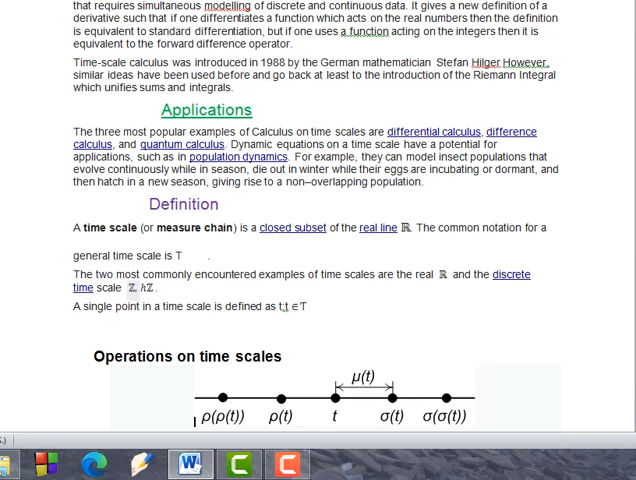 that requires simultaneous modelling of discrete and continuous data. It gives a new definition of a
derivative such that if one differentiates a function which acts on the real numbers then the definition
is equivalent to standard differentiation, but if one uses a function acting on the integers then it is
equivalent to the forward difference operator.
Time-scale calculus was introduced in 1988 by the German mathematician Stefan Hilger However,
similar ideas have been used before and go back at least to the introduction of the Riemann Integral
which unifies sums and integrals.
Applications
The three most popular examples of Calculus on time scales are differential calculus, difference
calculus, and quantum calculus. Dynamic equations on a time scale have a potential for
applications, such as in population dynamics. For example, they can model insect populations that
evolve continuously while in season, die out in winter while their eggs are incubating or dormant, and
then hatch in a new season, giving rise to a non–overlapping population.
Definition
A time scale (or measure chain) is a closed subset of the real line ℝ. The common notation for a
general time scale is T .
The two most commonly encountered examples of time scales are the real ℝ and the discrete
time scale ℤ, hℤ .
A single point in a time scale is defined as t:t ∈ T
Operations on time scales
μ(t)
ρ(ρ(t)) ρ(t) t σ(t) σ(σ(t))
s.)
W C C